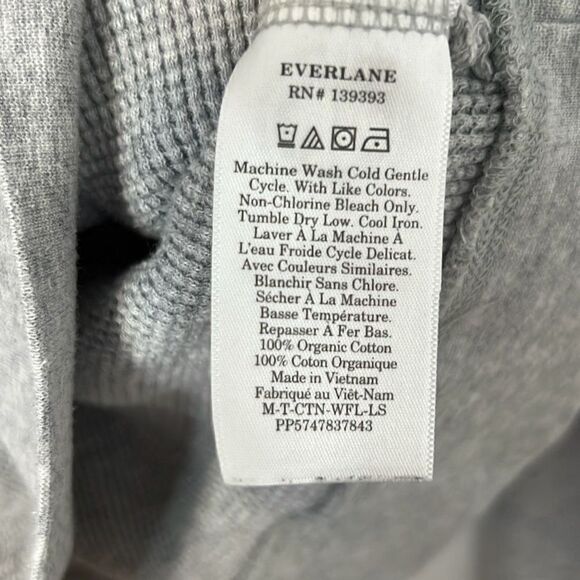 EVERLANE
RN# 139393
Machine Wash Cold Gentle
Cycle. With Like Colors.
Non-Chlorine Bleach Only.
Tumble Dry Low. Cool Iron.
Laver À La Machine À
L'eau Froide Cycle Delicat.
Avec Couleurs Similaires.
Blanchir Sans Chlore.
Sécher À La Machine
Basse Température.
Repasser À Fer Bas.
100% Organic Cotton
100% Coton Organique
Made in Vietnam
Fabriqué au Viêt-Nam
M-T-CTN-WFL-LS
PP5747837843